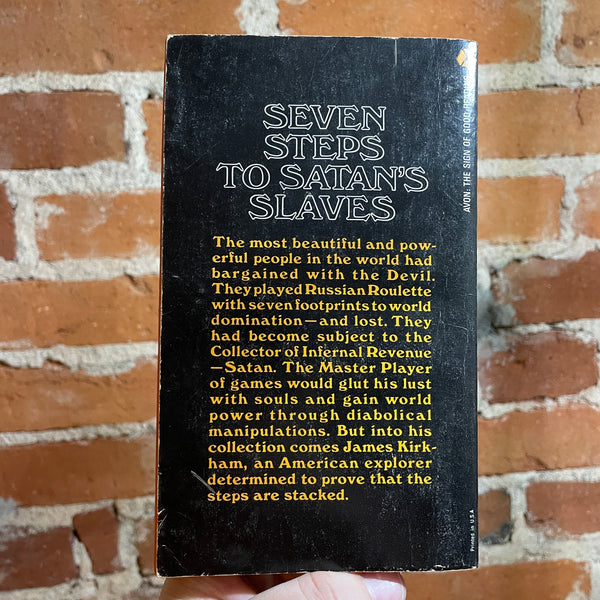 SEVEN
STEPS
TO SATAN'S
SLAVES
The most beautiful and pow-
erful people in the world had
bargained with the Devil.
They played Russian Roulette
with seven footprints to world
domination—and lost. They
had become subject to the
Collector of Infernal Revenue
—Satan. The Master Player
of games would glut his lust
with souls and gain world
power through diabolical
manipulations. But into his
collection comes James Kirk-
ham, an American explorer
determined to prove that the
steps are stacked.
AVON: THE SIGN OF GOOD
Printed in U.S.A